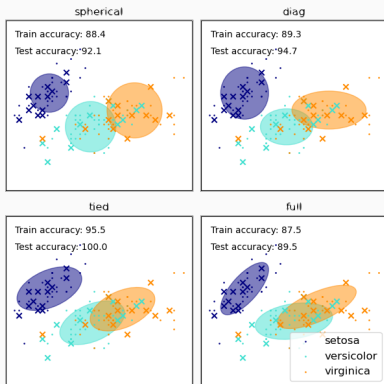 spherical
Train accuracy: 88.4
Test accuracy: 92.1
diag
Train accuracy: 89.3
Test accuracy: 94.7
tied
Train accuracy: 95.5
Test accuracy: 100.0
full
Train accuracy: 87.5
Test accuracy: 89.5
setosa
versicolor
virginica